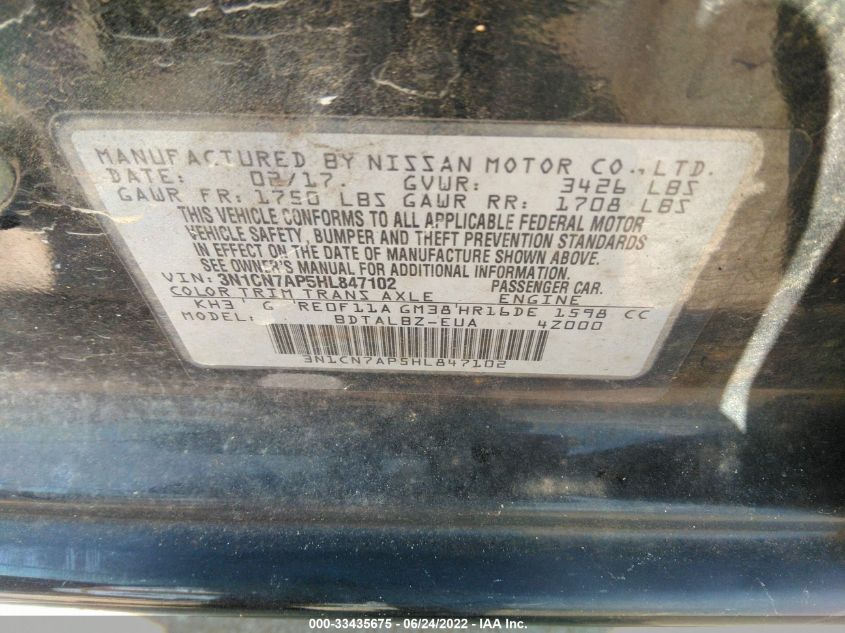 MANUFACTURED BY NISSAN MOTOR CO., LTD.
DATE: 02/17. GVWR: 3426 LBS
GAWR FR: 1750 LBS GAWR RR: 1708 LBS
THIS VEHICLE CONFORMS TO ALL APPLICABLE FEDERAL MOTOR
VEHICLE SAFETY, BUMPER AND THEFT PREVENTION STANDARDS
IN EFFECT ON THE DATE OF MANUFACTURE SHOWN ABOVE.
SEE OWNER'S MANUAL FOR ADDITIONAL INFORMATION
VIN: 3N1CN7AP5HL847102 PASSENGER CAR.
COLOR TRIM TRANS AXLE ENGINE
KH3 G RE0F11A GM38 HR16DE 1598 CC
MODEL: BDTALBZ-EUA 4Z000
3N1CN7AP5HL847102
000-33435675 - 06/24/2022 - IAA Inc.